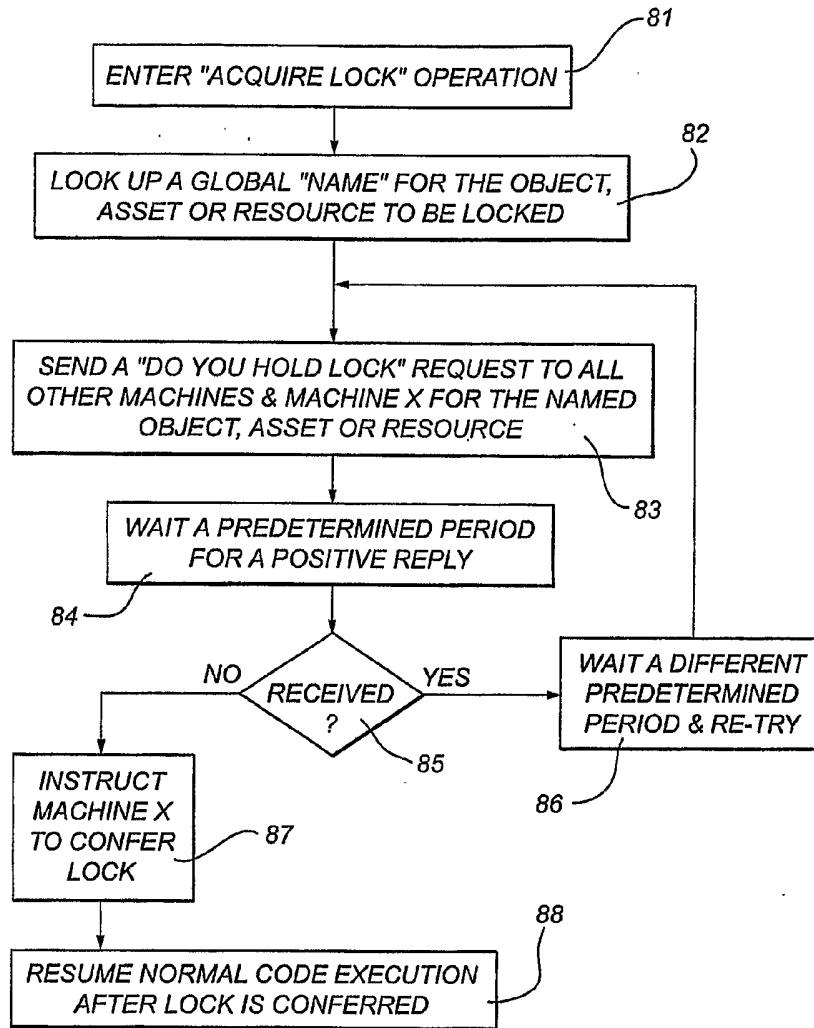 81
ENTER "ACQUIRE LOCK" OPERATION
82
LOOK UP A GLOBAL "NAME" FOR THE OBJECT,
ASSET OR RESOURCE TO BE LOCKED
SEND A "DO YOU HOLD LOCK" REQUEST TO ALL
OTHER MACHINES & MACHINE X FOR THE NAMED
OBJECT, ASSET OR RESOURCE
83
WAIT A PREDETERMINED PERIOD
FOR A POSITIVE REPLY
84
NO
RECEIVED
?
YES
85
WAIT A DIFFERENT
PREDETERMINED
PERIOD & RE-TRY
86
INSTRUCT
MACHINE X
TO CONFER
LOCK
87
88
RESUME NORMAL CODE EXECUTION
AFTER LOCK IS CONFERRED